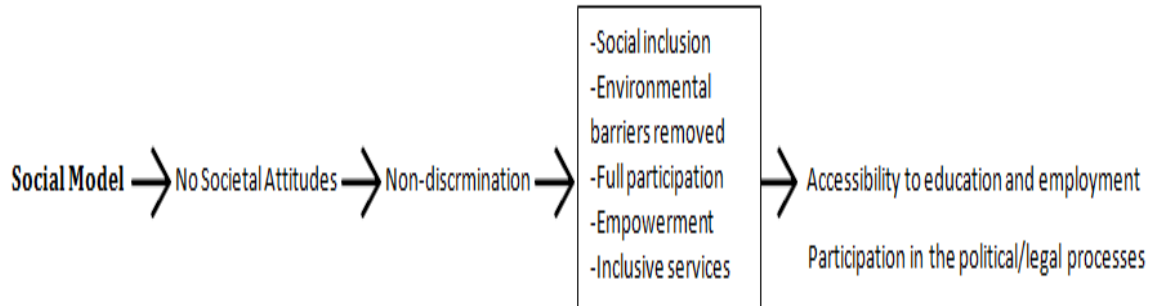 Social Model
No Societal Attitudes
Non-discrmination
-Social inclusion
-Environmental
barriers removed
-Full participation
-Empowerment
-Inclusive services
Accessibility to education and employment
Participation in the political/legal processes